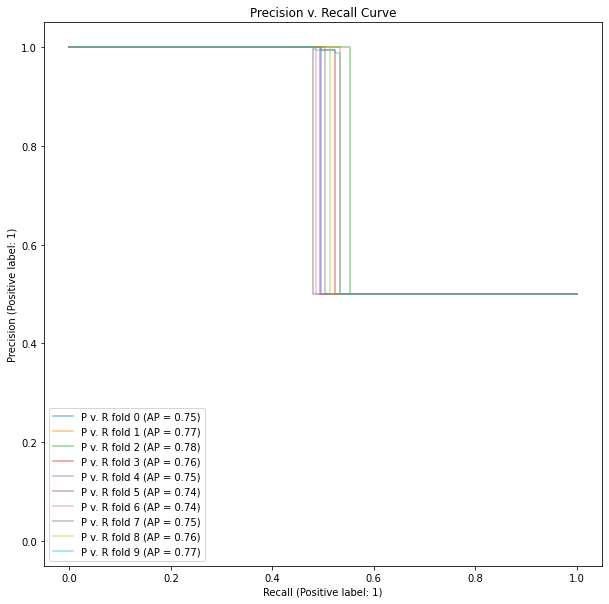 Precision v. Recall Curve
Precision (Positive label: 1)
1.0
0.8
0.6
0.4
0.2
0.0
P v. R fold 0 (AP = 0.75)
P v. R fold 1 (AP = 0.77)
P v. R fold 2 (AP = 0.78)
P v. R fold 3 (AP = 0.76)
P v. R fold 4 (AP = 0.75)
P v. R fold 5 (AP = 0.74)
P v. R fold 6 (AP = 0.74)
P v. R fold 7 (AP = 0.75)
P v. R fold 8 (AP = 0.76)
P v. R fold 9 (AP = 0.77)
0.0 0.2 0.4 0.6 0.8 1.0
Recall (Positive label: 1)